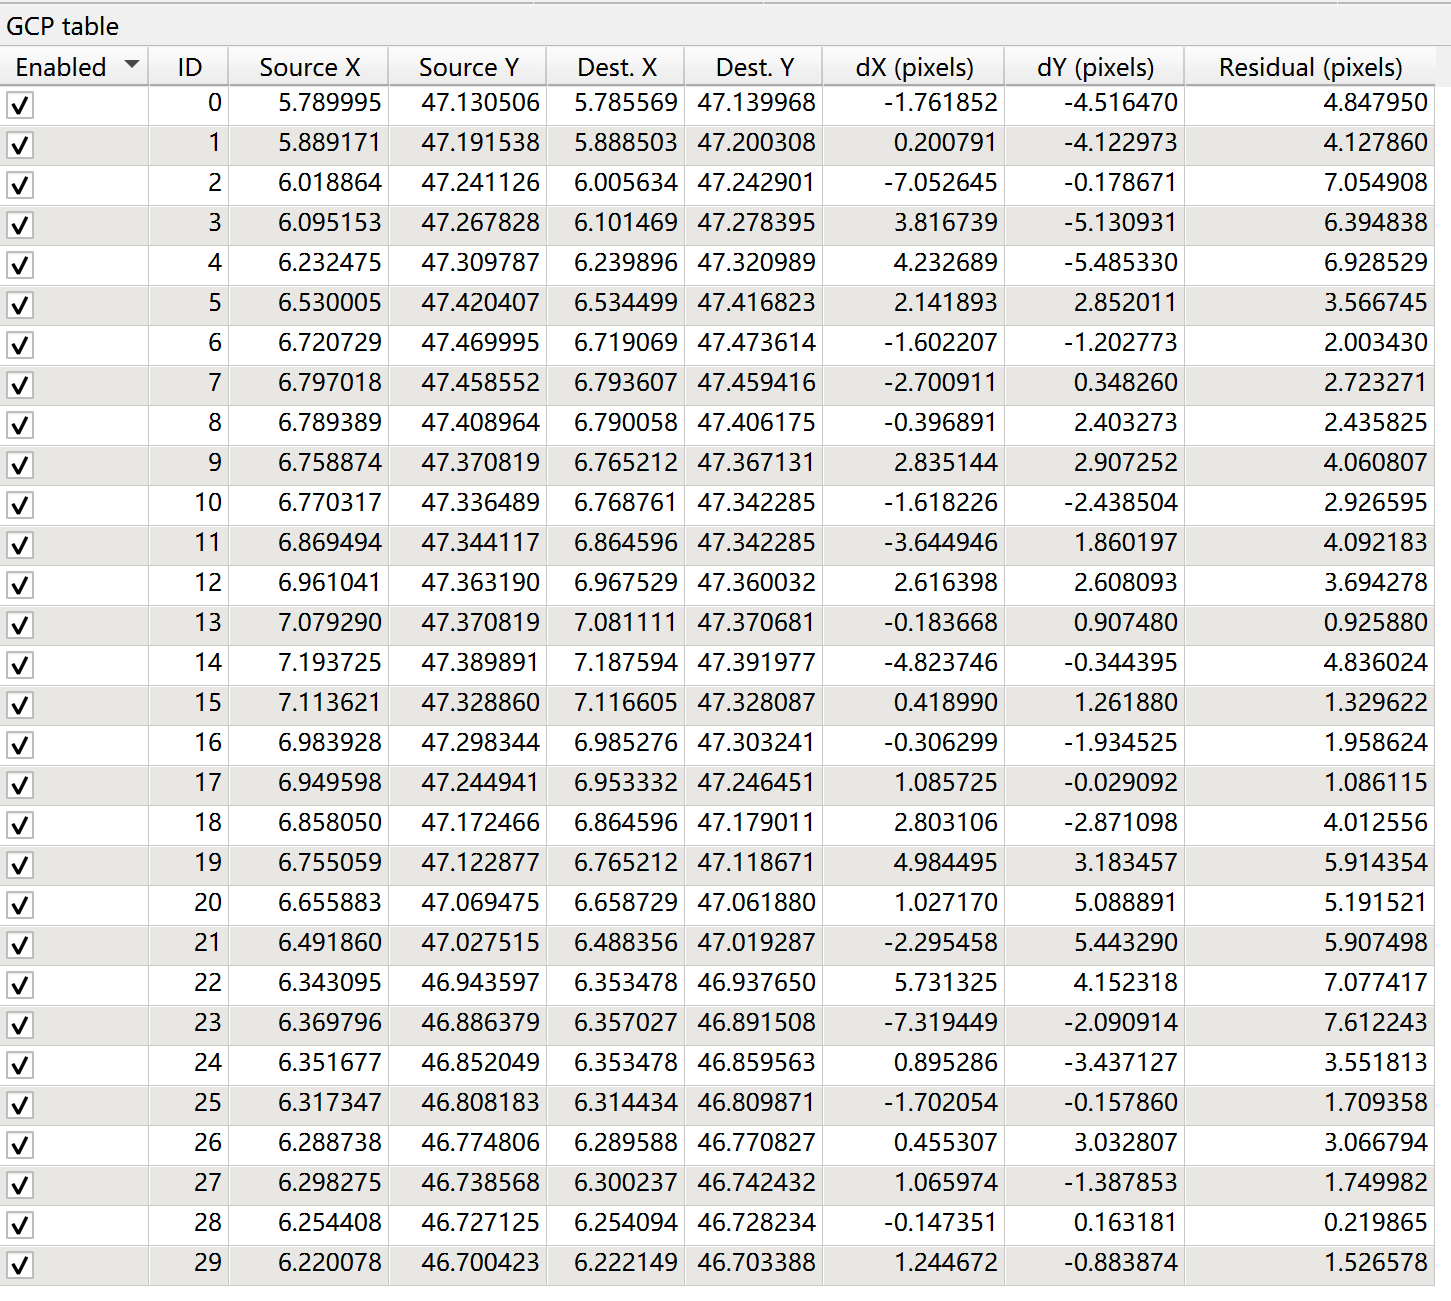 GCP table
Enabled ID Source X Source Y Dest. X Dest. Y dX (pixels) dY (pixels) Residual (pixels)
0 5.789995 47.130506 5.785569 47.139968 -1.761852 -4.516470 4.847950
1 5.889171 47.191538 5.888503 47.200308 0.200791 -4.122973 4.127860
2 6.018864 47.241126 6.005634 47.242901 -7.052645 -0.178671 7.054908
3 6.095153 47.267828 6.101469 47.278395 3.816739 -5.130931 6.394838
4 6.232475 47.309787 6.239896 47.320989 4.232689 -5.485330 6.928529
5 6.530005 47.420407 6.534499 47.416823 2.141893 2.852011 3.566745
6 6.720729 47.469995 6.719069 47.473614 -1.602207 -1.202773 2.003430
7 6.797018 47.458552 6.793607 47.459416 -2.700911 0.348260 2.723271
8 6.789389 47.408964 6.790058 47.406175 -0.396891 2.403273 2.435825
9 6.758874 47.370819 6.765212 47.367131 2.835144 2.907252 4.060807
10 6.770317 47.336489 6.768761 47.342285 -1.618226 -2.438504 2.926595
11 6.869494 47.344117 6.864596 47.342285 -3.644946 1.860197 4.092183
12 6.961041 47.363190 6.967529 47.360032 2.616398 2.608093 3.694278
13 7.079290 47.370819 7.081111 47.370681 -0.183668 0.907480 0.925880
14 7.193725 47.389891 7.187594 47.391977 -4.823746 -0.344395 4.836024
15 7.113621 47.328860 7.116605 47.328087 0.418990 1.261880 1.329622
16 6.983928 47.298344 6.985276 47.303241 -0.306299 -1.934525 1.958624
17 6.949598 47.244941 6.953332 47.246451 1.085725 -0.029092 1.086115
18 6.858050 47.172466 6.864596 47.179011 2.803106 -2.871098 4.012556
19 6.755059 47.122877 6.765212 47.118671 4.984495 3.183457 5.914354
20 6.655883 47.069475 6.658729 47.061880 1.027170 5.088891 5.191521
21 6.491860 47.027515 6.488356 47.019287 -2.295458 5.443290 5.907498
22 6.343095 46.943597 6.353478 46.937650 5.731325 4.152318 7.077417
23 6.369796 46.886379 6.357027 46.891508 -7.319449 -2.090914 7.612243
24 6.351677 46.852049 6.353478 46.859563 0.895286 -3.437127 3.551813
25 6.317347 46.808183 6.314434 46.809871 -1.702054 -0.157860 1.709358
26 6.288738 46.774806 6.289588 46.770827 0.455307 3.032807 3.066794
27 6.298275 46.738568 6.300237 46.742432 1.065974 -1.387853 1.749982
28 6.254408 46.727125 6.254094 46.728234 -0.147351 0.163181 0.219865
29 6.220078 46.700423 6.222149 46.703388 1.244672 -0.883874 1.526578